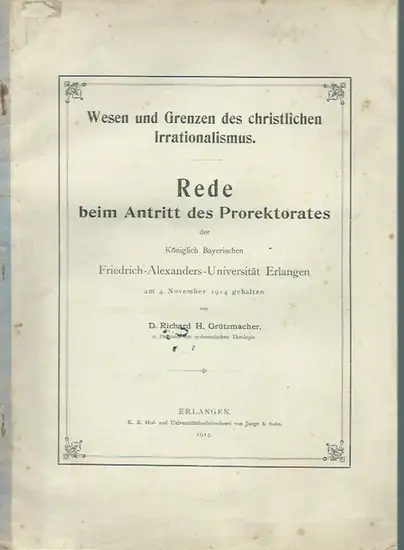 Wesen und Grenzen des christlichen
Irrationalismus.
Rede
beim Antritt des Prorektorates
der
Königlich Bayerischen
Friedrich-Alexanders-Universität Erlangen
am 4. November 1914 gehalten
von
D. Richard H. Grützmacher,
o. Professor der systematischen Theologie.
ERLANGEN.
K. B. Hof- und Universitätsbuchdruckerei von Junge & Sohn.